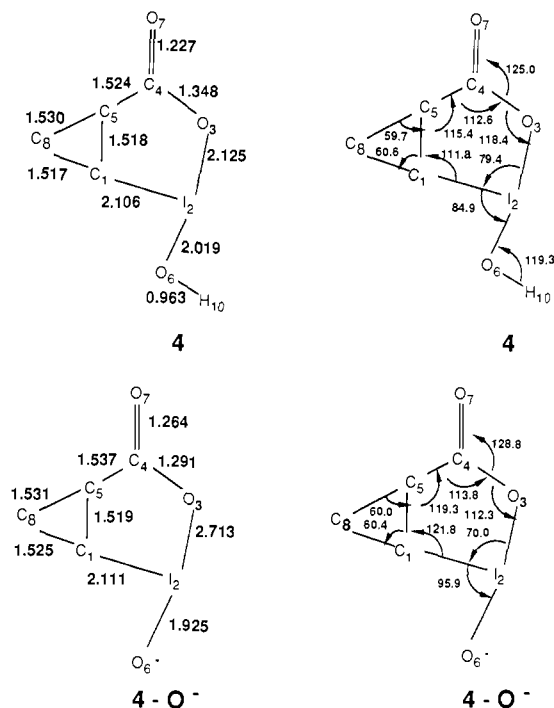 O₇
1.227
1.524
C₄
1.348
1.530
C₅
O₃
C₈
1.518
2.125
1.517
C₁
I₂
2.106
2.019
O₆
0.963
H₁₀
4
O₇
125.0
C₄
112.6
C₅
O₃
59.7
115.4
118.4
C₈
60.6
111.8
79.4
C₁
I₂
84.9
O₆
119.3
H₁₀
4
O₇
1.264
1.537
C₄
1.291
1.531
C₅
O₃
C₈
1.519
2.713
1.525
C₁
I₂
2.111
1.925
O₆⁻
4 - O⁻
O₇
128.8
C₄
C₅
113.8
O₃
60.0
119.3
112.3
C₈
60.4
121.8
70.0
C₁
I₂
95.9
O₆⁻
4 - O⁻